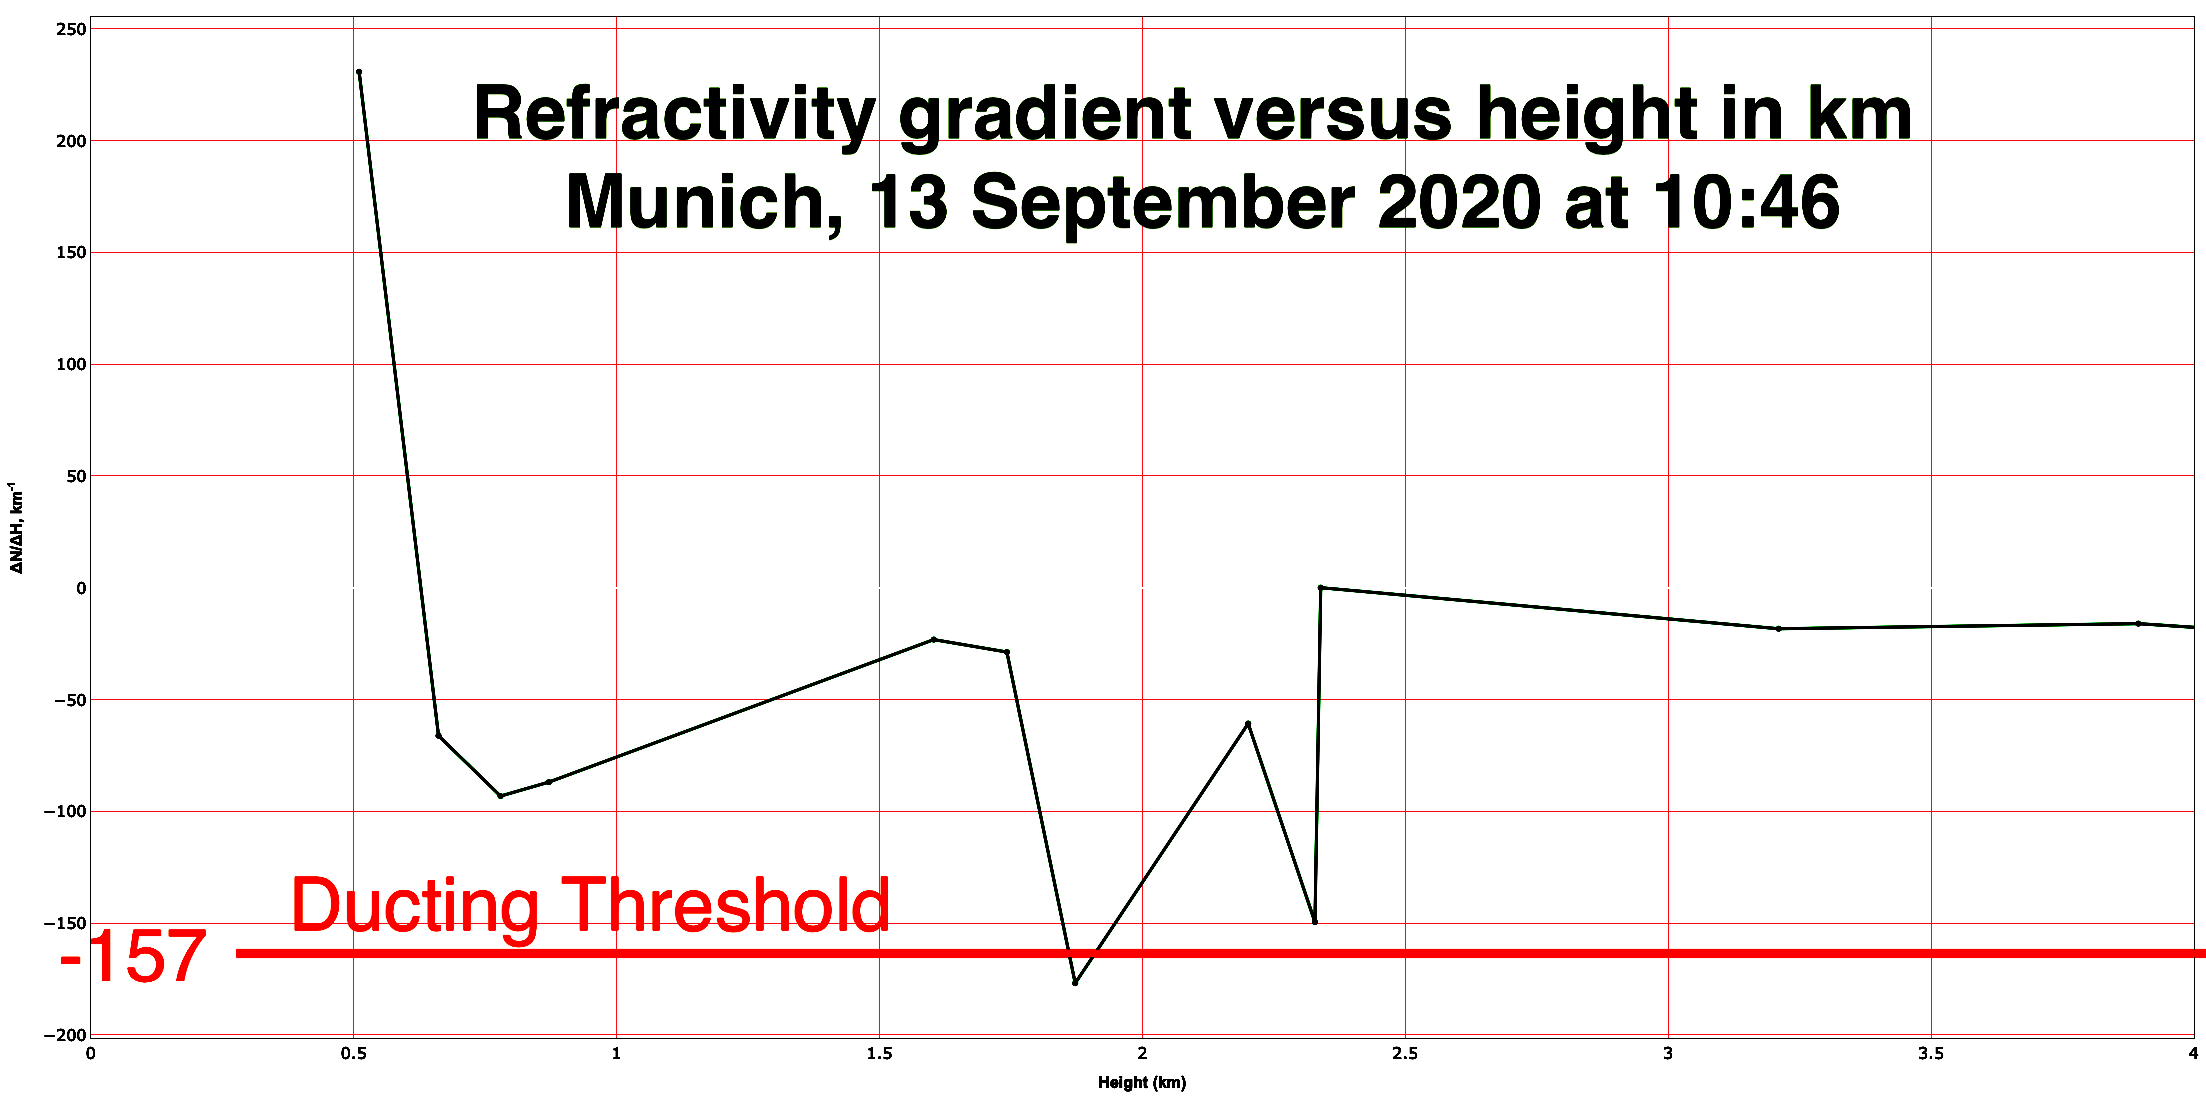 250
Refractivity gradient versus height in km
200
Munich, 13 September 2020 at 10:46
150
100
50
ΔN/ΔH, km⁻¹
0
−50
−100
Ducting Threshold
−150
-157
−200
0 0.5 1 1.5 2 2.5 3 3.5 4
Height (km)